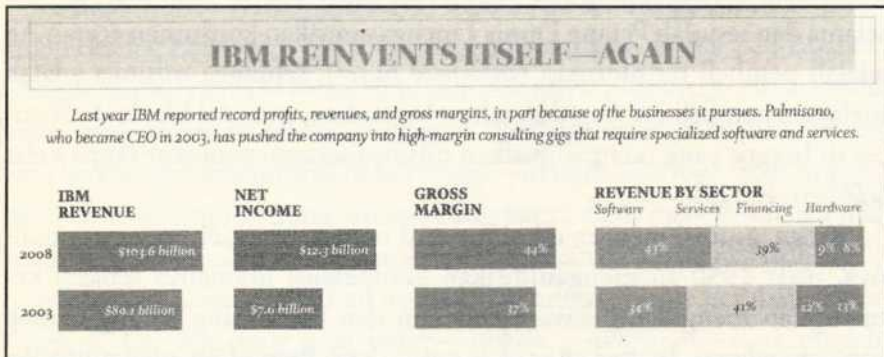 IBM REINVENTS ITSELF—AGAIN
Last year IBM reported record profits, revenues, and gross margins, in part because of the businesses it pursues. Palmisano,
who became CEO in 2003, has pushed the company into high-margin consulting gigs that require specialized software and services.
IBM REVENUE
NET INCOME
GROSS MARGIN
REVENUE BY SECTOR
Software Services Financing Hardware
2008 $103.6 billion $12.3 billion 44% 43% 39% 9% 8%
2003 $89.1 billion $7.6 billion 37% 34% 41% 12% 13%